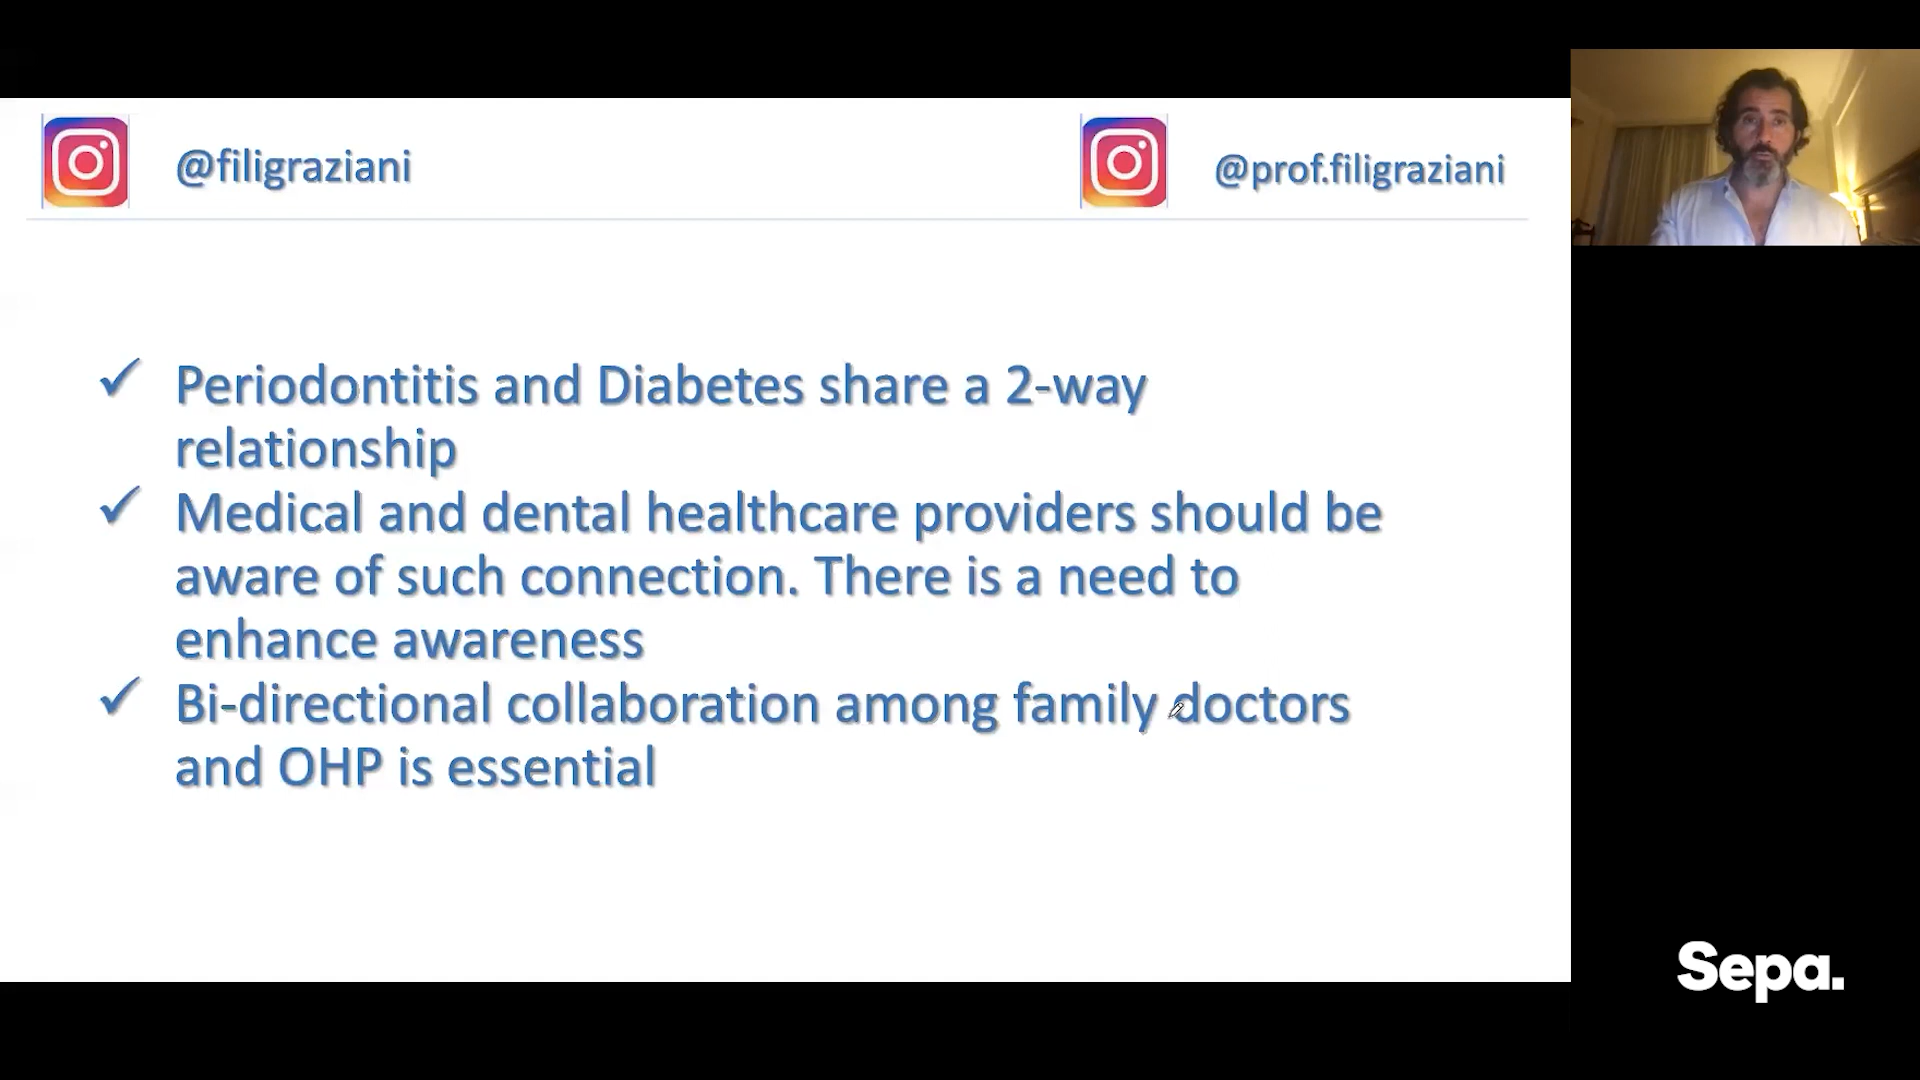 @filigraziani
@prof.filigraziani
✓ Periodontitis and Diabetes share a 2-way
relationship
✓ Medical and dental healthcare providers should be
aware of such connection. There is a need to
enhance awareness
✓ Bi-directional collaboration among family doctors
and OHP is essential
Sepa.